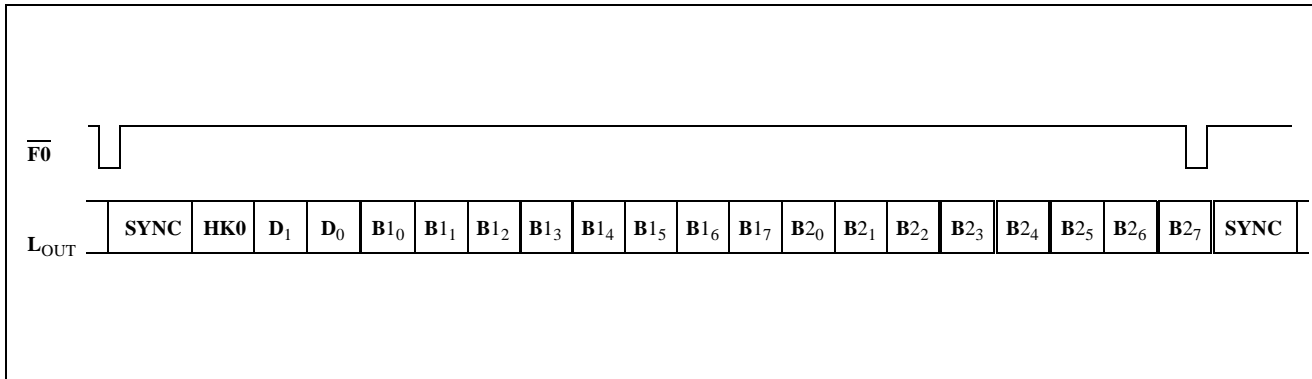 F0
L_OUT SYNC HK0 D₁ D₀ B1₀ B1₁ B1₂ B1₃ B1₄ B1₅ B1₆ B1₇ B2₀ B2₁ B2₂ B2₃ B2₄ B2₅ B2₆ B2₇ SYNC